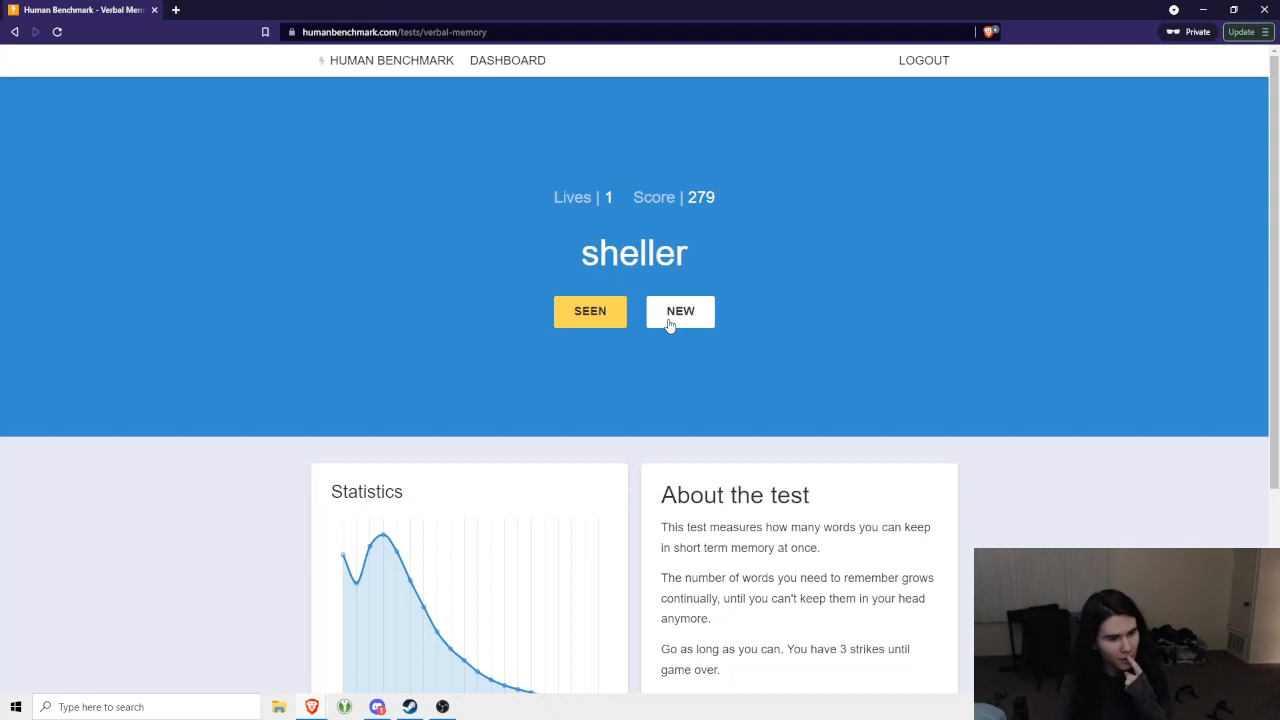 Human Benchmark - Verbal Mem
humanbenchmark.com/tests/verbal-memory
4
Private
Update
HUMAN BENCHMARK DASHBOARD LOGOUT
Lives | 1 Score | 279
sheller
SEEN NEW
Statistics
About the test
This test measures how many words you can keep
in short term memory at once.
The number of words you need to remember grows
continually, until you can't keep them in your head
anymore.
Go as long as you can. You have 3 strikes until
game over.
Type here to search